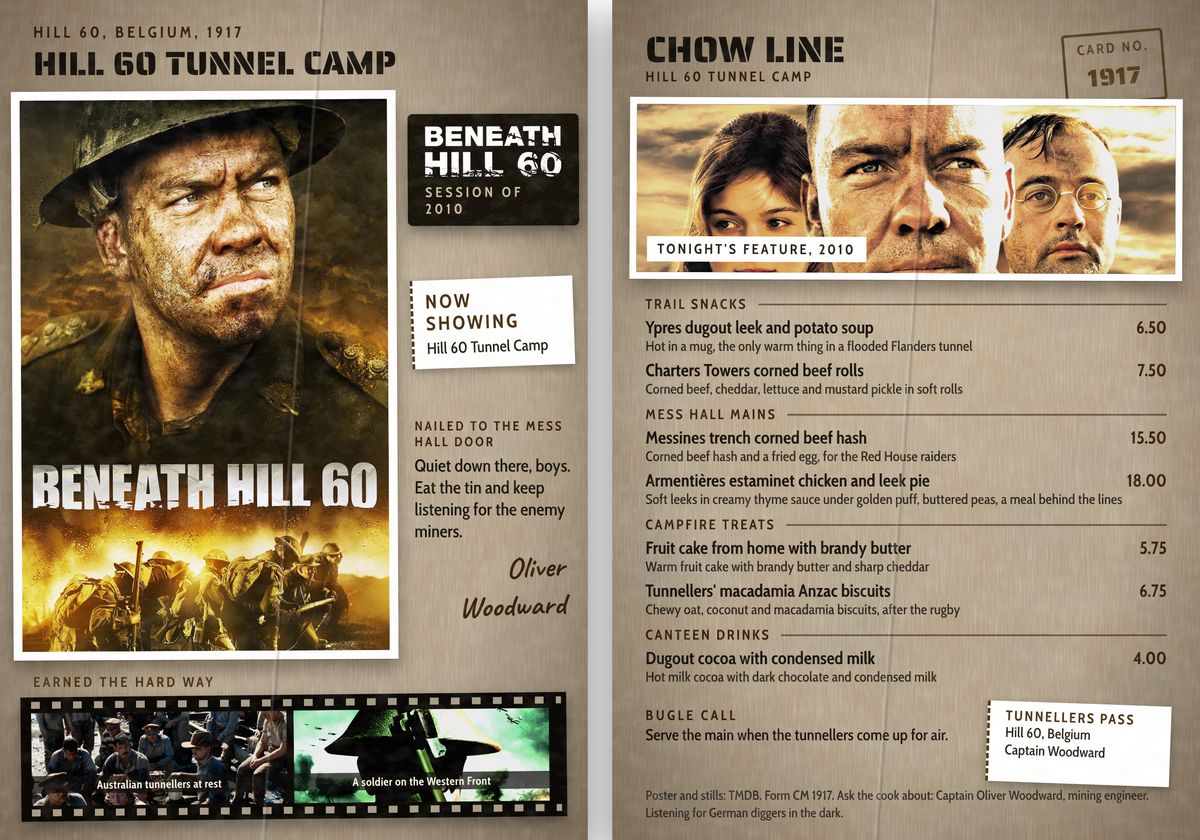 HILL 60, BELGIUM, 1917
HILL 60 TUNNEL CAMP
BENEATH
HILL 60
SESSION OF
2010
NOW
SHOWING
Hill 60 Tunnel Camp
NAILED TO THE MESS
HALL DOOR
Quiet down there, boys.
Eat the tin and keep
listening for the enemy
miners.
Oliver
Woodward
BENEATH HILL 60
EARNED THE HARD WAY
Australian tunnellers at rest
A soldier on the Western Front
CHOW LINE
HILL 60 TUNNEL CAMP
CARD NO.
1917
TONIGHT'S FEATURE, 2010
TRAIL SNACKS
Ypres dugout leek and potato soup 6.50
Hot in a mug, the only warm thing in a flooded Flanders tunnel
Charters Towers corned beef rolls 7.50
Corned beef, cheddar, lettuce and mustard pickle in soft rolls
MESS HALL MAINS
Messines trench corned beef hash 15.50
Corned beef hash and a fried egg, for the Red House raiders
Armentières estaminet chicken and leek pie 18.00
Soft leeks in creamy thyme sauce under golden puff, buttered peas, a meal behind the lines
CAMPFIRE TREATS
Fruit cake from home with brandy butter 5.75
Warm fruit cake with brandy butter and sharp cheddar
Tunnellers' macadamia Anzac biscuits 6.75
Chewy oat, coconut and macadamia biscuits, after the rugby
CANTEEN DRINKS
Dugout cocoa with condensed milk 4.00
Hot milk cocoa with dark chocolate and condensed milk
BUGLE CALL
Serve the main when the tunnellers come up for air.
TUNNELLERS PASS
Hill 60, Belgium
Captain Woodward
Poster and stills: TMDB. Form CM 1917. Ask the cook about: Captain Oliver Woodward, mining engineer.
Listening for German diggers in the dark.